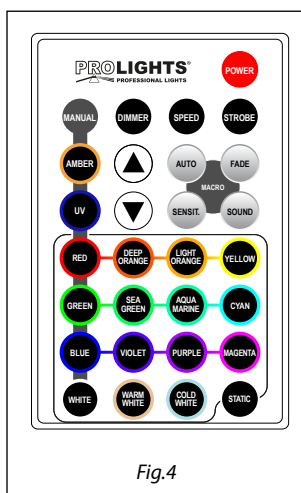 PROLIGHTS®
PROFESSIONAL LIGHTS
POWER
MANUAL
DIMMER
SPEED
STROBE
AMBER
AUTO
FADE
MACRO
UV
SENSIT.
SOUND
RED
DEEP
ORANGE
LIGHT
ORANGE
YELLOW
GREEN
SEA
GREEN
AQUA
MARINE
CYAN
BLUE
VIOLET
PURPLE
MAGENTA
WHITE
WARM
WHITE
COLD
WHITE
STATIC
Fig.4